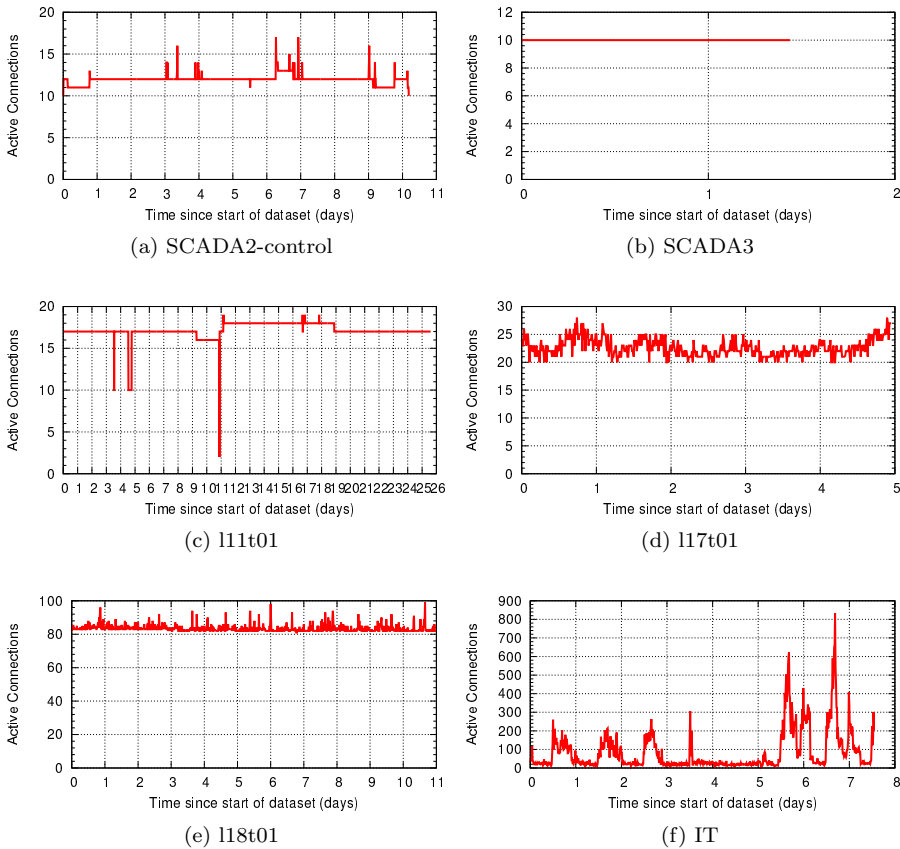 20
15
10
5
0
Active Connections
0 1 2 3 4 5 6 7 8 9 10 11
Time since start of dataset (days)
(a) SCADA2-control
12
10
8
6
4
2
0
Active Connections
0 1 2
Time since start of dataset (days)
(b) SCADA3
20
15
10
5
0
Active Connections
0 1 2 3 4 5 6 7 8 9 10 11 12 13 14 15 16 17 18 19 20 21 22 23 24 25 26
Time since start of dataset (days)
(c) l11t01
30
25
20
15
10
5
0
Active Connections
0 1 2 3 4 5
Time since start of dataset (days)
(d) l17t01
100
80
60
40
20
0
Active Connections
0 1 2 3 4 5 6 7 8 9 10 11
Time since start of dataset (days)
(e) l18t01
900
800
700
600
500
400
300
200
100
0
Active Connections
0 1 2 3 4 5 6 7 8
Time since start of dataset (days)
(f) IT